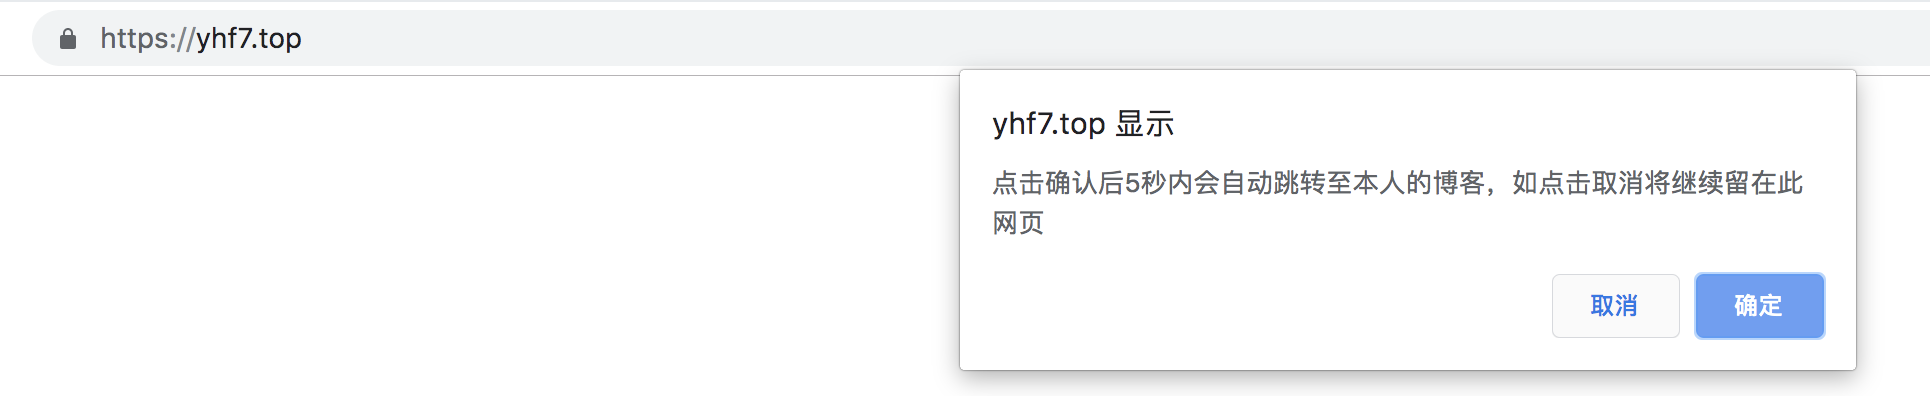 https://yhf7.top
yhf7.top 显示
点击确认后5秒内会自动跳转至本人的博客，如点击取消将继续留在此
网页
取消
确定